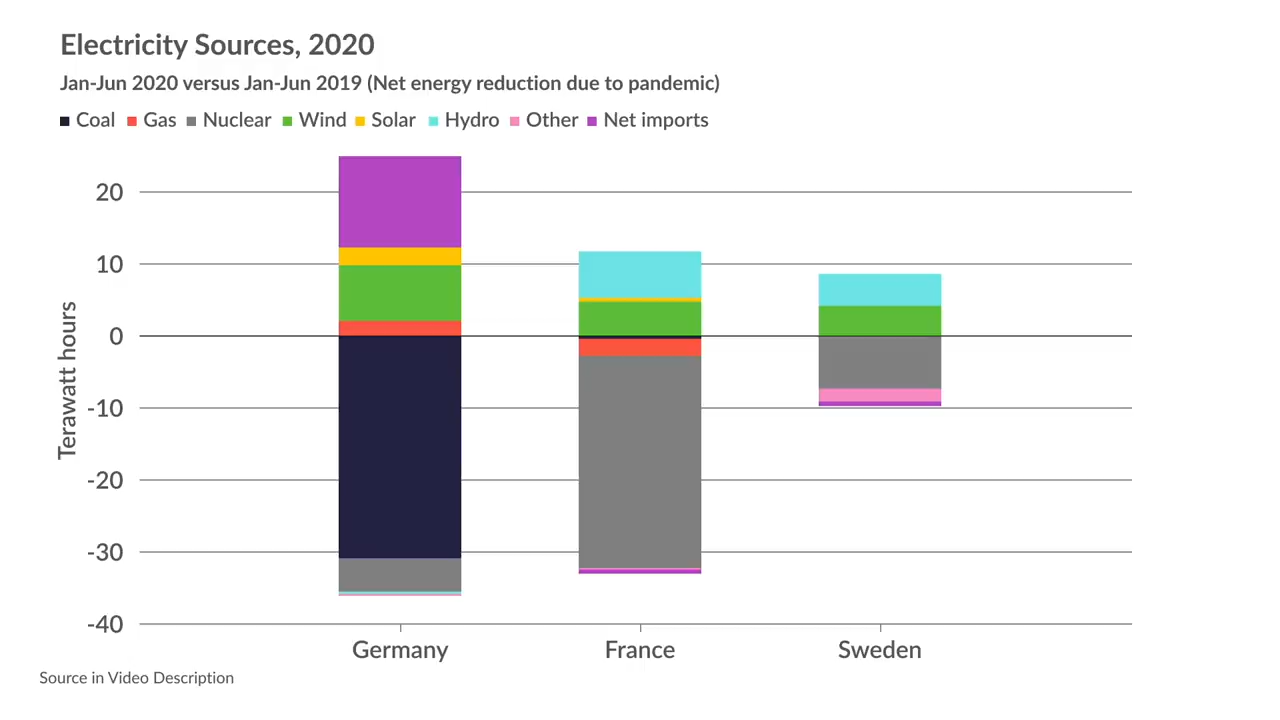 Electricity Sources, 2020
Jan-Jun 2020 versus Jan-Jun 2019 (Net energy reduction due to pandemic)
Coal Gas Nuclear Wind Solar Hydro Other Net imports
Terawatt hours
20
10
0
-10
-20
-30
-40
Germany France Sweden
Source in Video Description